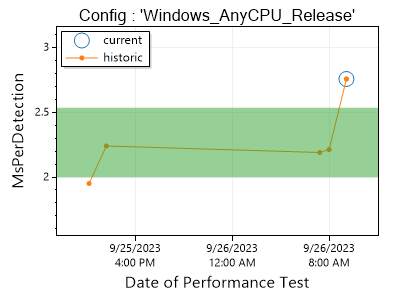 Config : 'Windows_AnyCPU_Release'
current
historic
MsPerDetection
3
2.5
2
9/25/2023
4:00 PM
9/26/2023
12:00 AM
9/26/2023
8:00 AM
Date of Performance Test